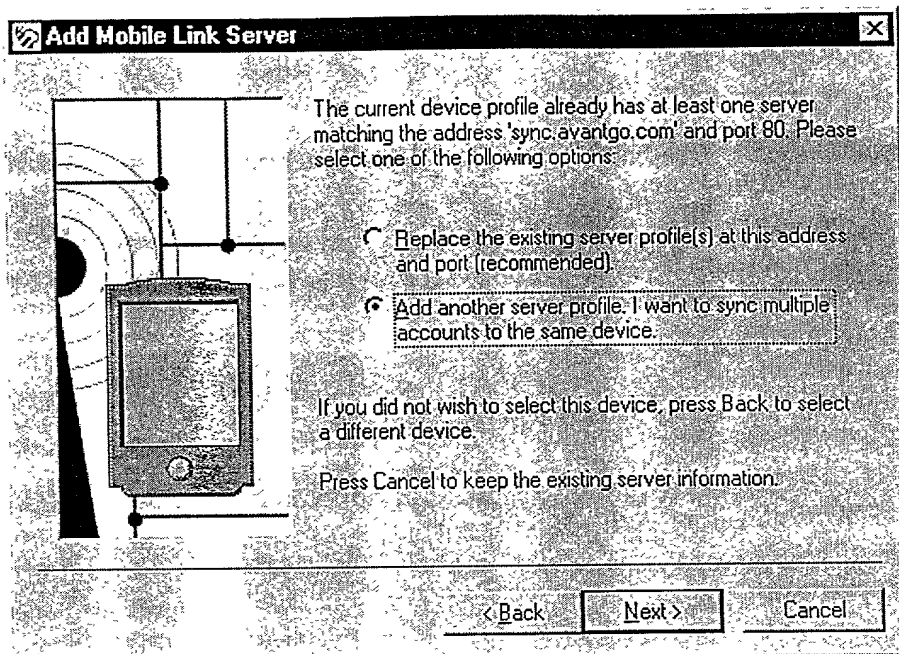 Add Mobile Link Server
The current device profile already has at least one server
matching the address 'sync.avantgo.com' and port 80. Please
select one of the following options:
Replace the existing server profile(s) at this address
and port (recommended).
Add another server profile. I want to sync multiple
accounts to the same device.
If you did not wish to select this device, press Back to select
a different device.
Press Cancel to keep the existing server information.
< Back Next > Cancel